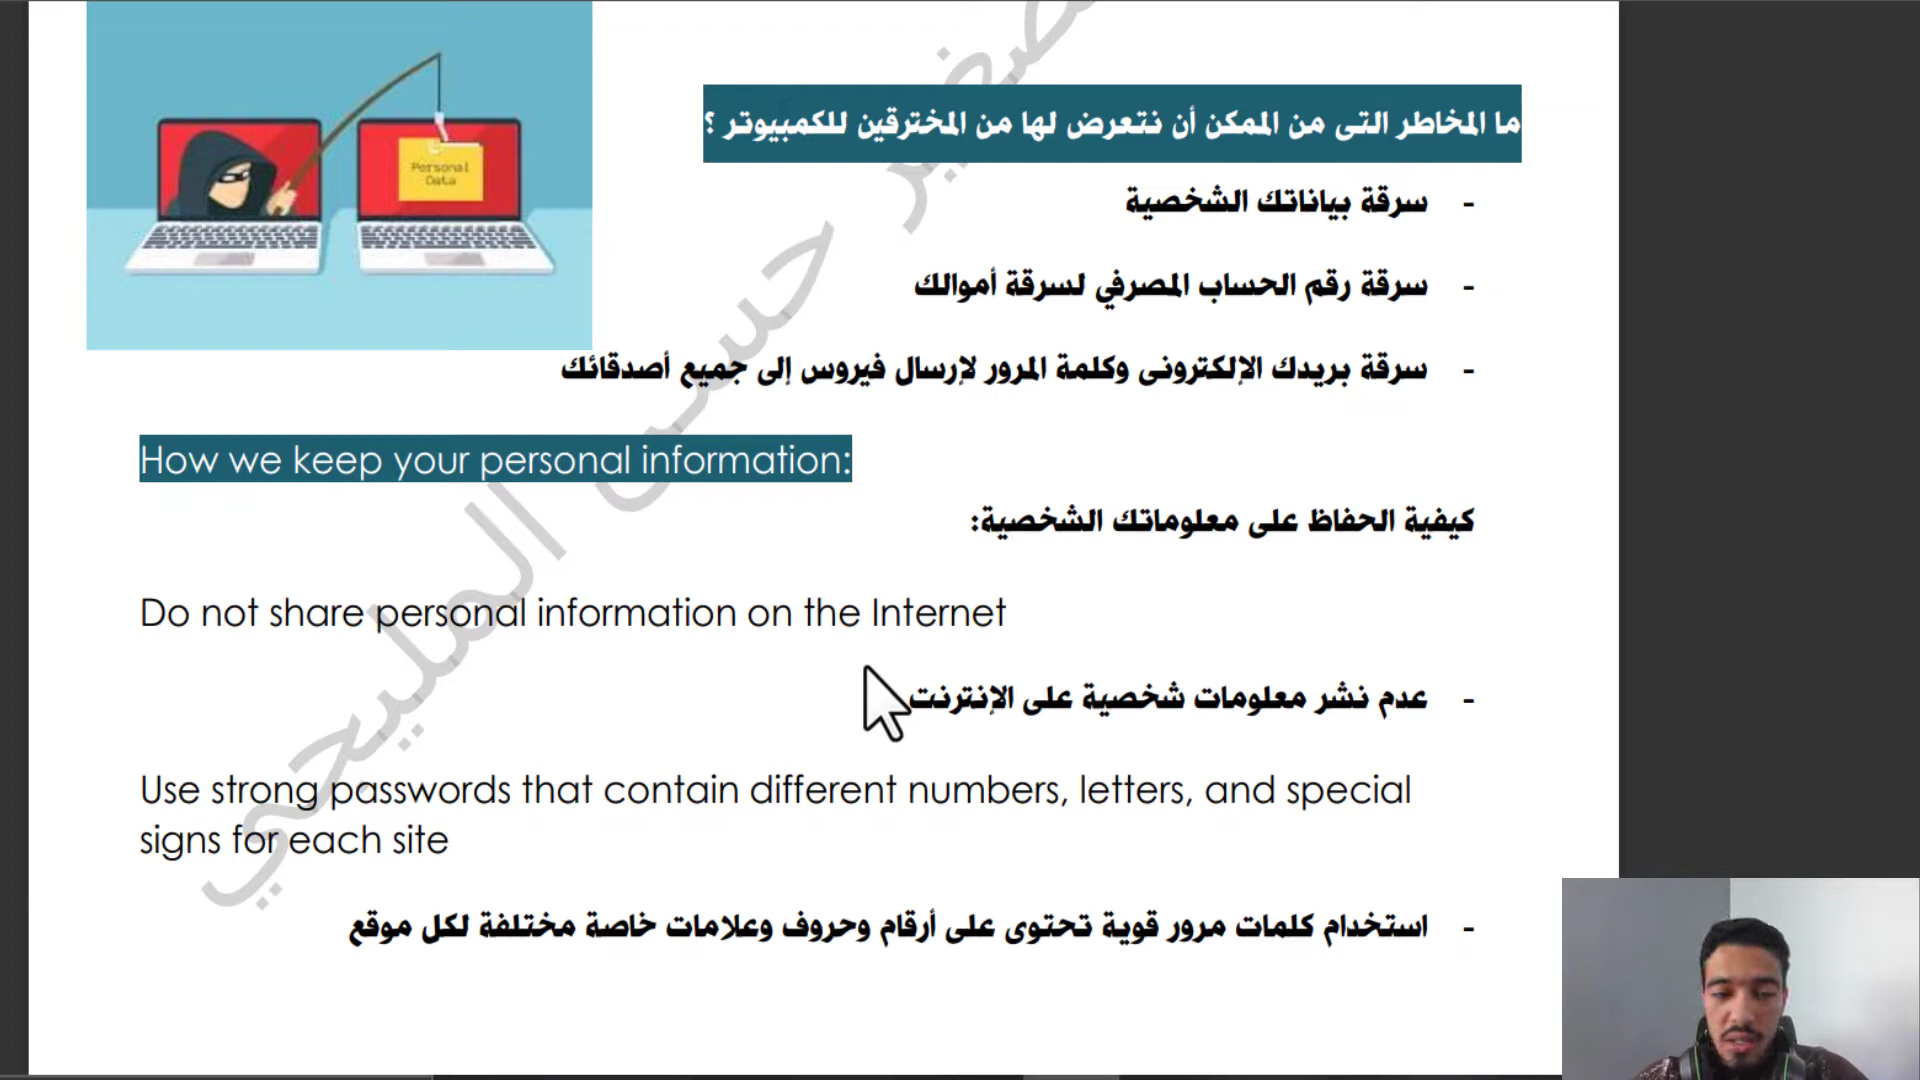 ما المخاطر التى من الممكن أن نتعرض لها من المخترقين للكمبيوتر ؟
Personal
Data
- سرقة بياناتك الشخصية
- سرقة رقم الحساب المصرفي لسرقة أموالك
- سرقة بريدك الإلكترونى وكلمة المرور لإرسال فيروس إلى جميع أصدقائك
How we keep your personal information:
كيفية الحفاظ على معلوماتك الشخصية:
Do not share personal information on the Internet
- عدم نشر معلومات شخصية على الإنترنت
Use strong passwords that contain different numbers, letters, and special
signs for each site
- استخدام كلمات مرور قوية تحتوى على أرقام وحروف وعلامات خاصة مختلفة لكل موقع
حسن المليجي